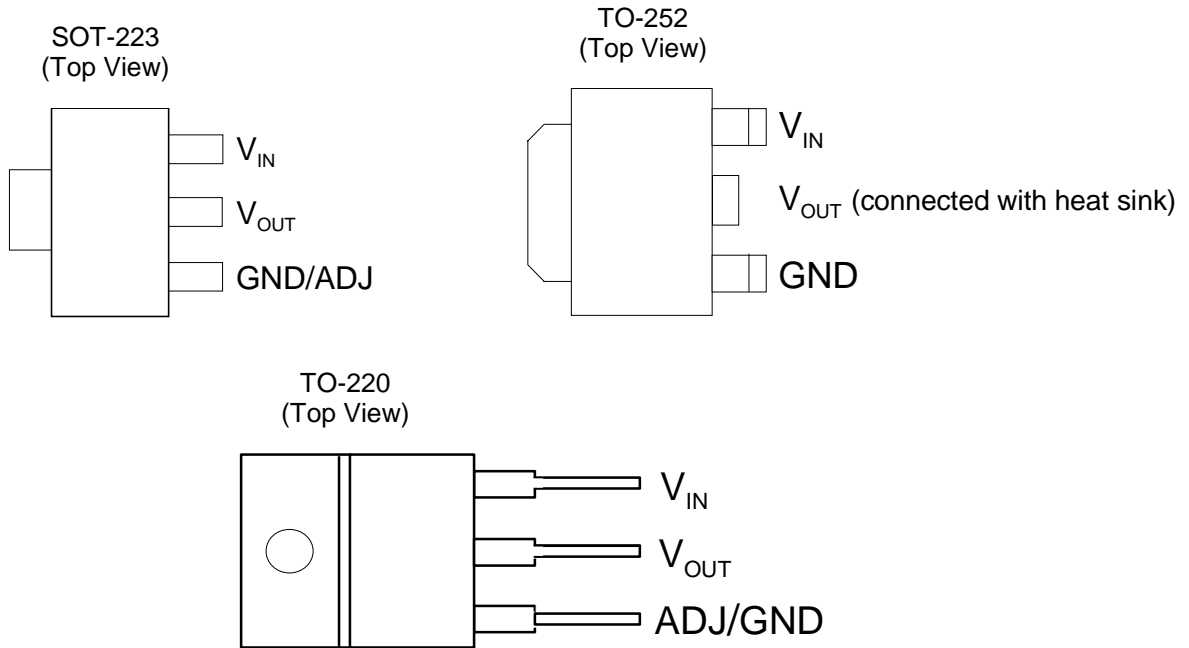 SOT-223
(Top View)
VIN
VOUT
GND/ADJ
TO-252
(Top View)
VIN
VOUT (connected with heat sink)
GND
TO-220
(Top View)
VIN
VOUT
ADJ/GND